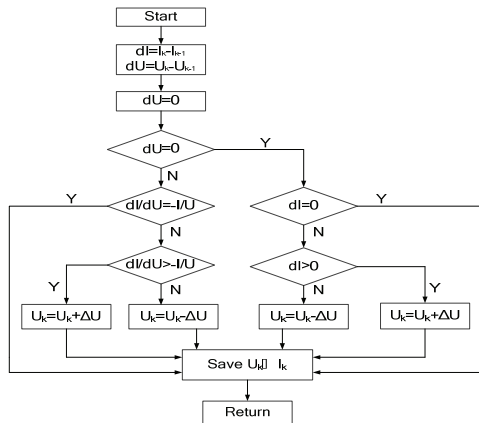 Start
dI=Iₖ-Iₖ₋₁
dU=Uₖ-Uₖ₋₁
dU=0
dU=0
Y
N
Y
dI/dU=-I/U
dI=0
Y
N
N
dI/dU>-I/U
dI>0
Y
N
N
Y
Uₖ=Uₖ+ΔU
Uₖ=Uₖ-ΔU
Uₖ=Uₖ-ΔU
Uₖ=Uₖ+ΔU
Save Uₖ▯ Iₖ
Return